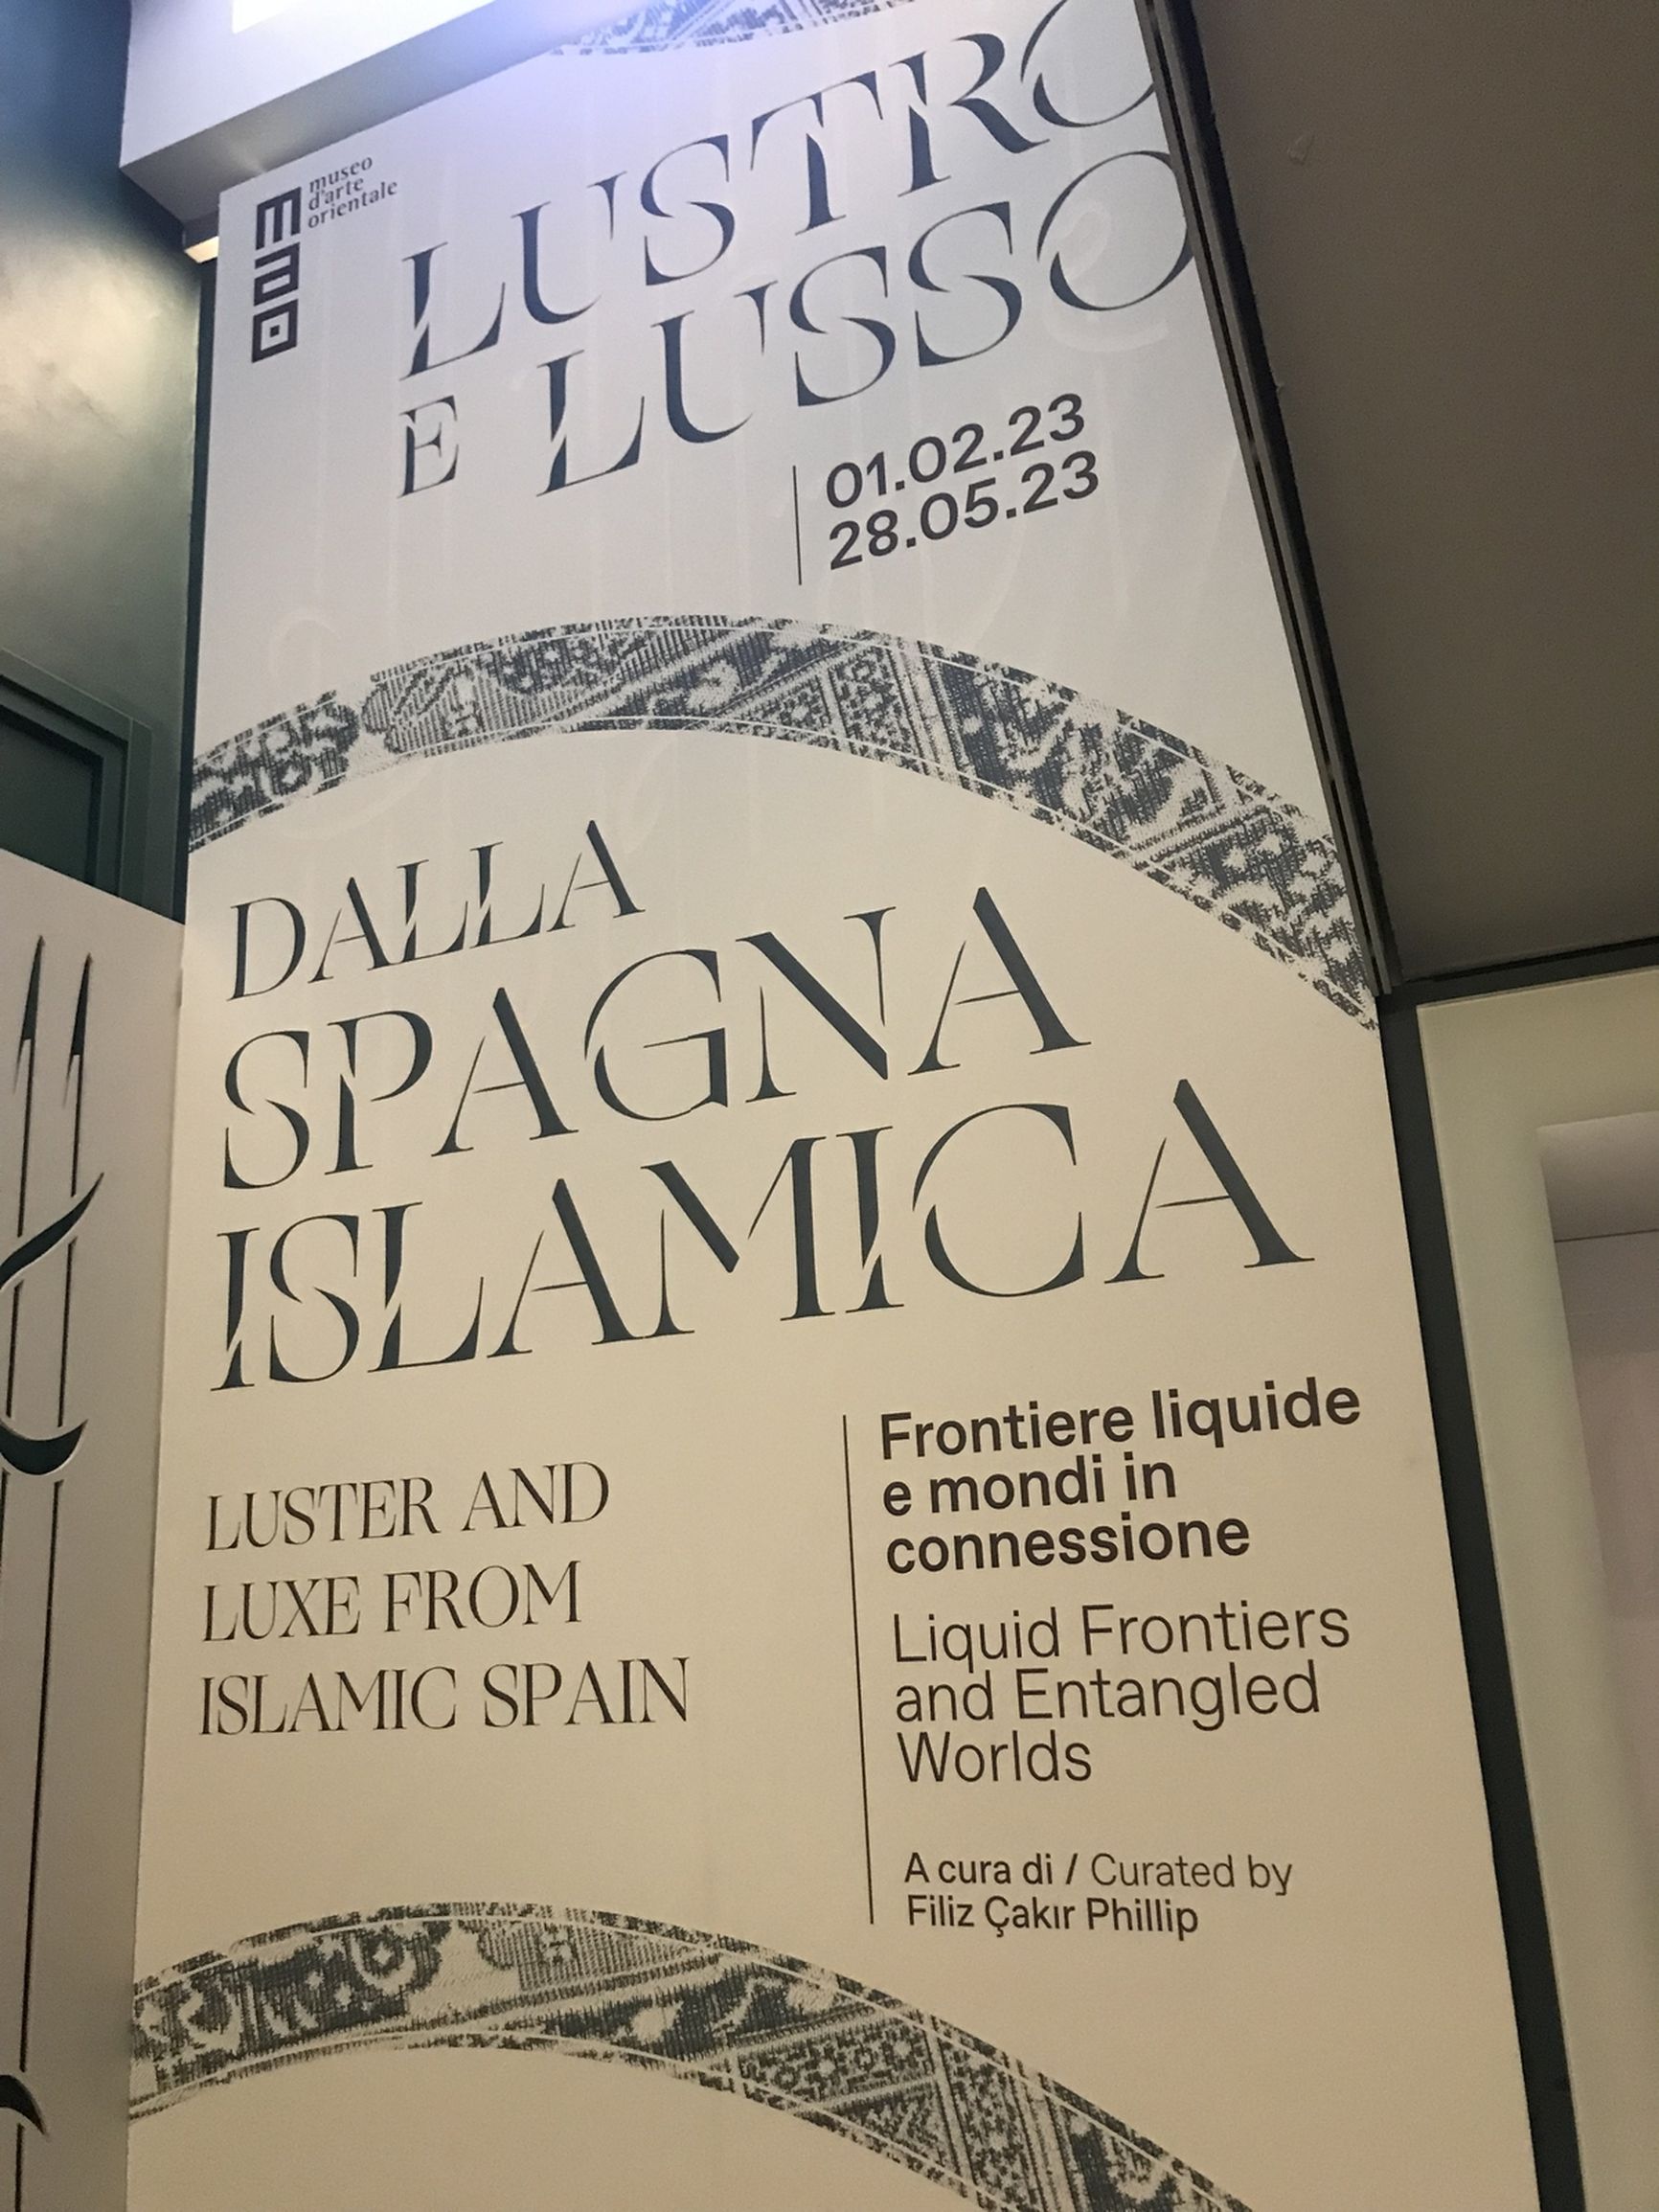 mao
museo
d'arte
orientale
LUSTRO
E LUSSO
01.02.23
28.05.23
DALLA
SPAGNA
ISLAMICA
LUSTER AND
LUXE FROM
ISLAMIC SPAIN
Frontiere liquide
e mondi in
connessione
Liquid Frontiers
and Entangled
Worlds
A cura di / Curated by
Filiz Çakır Phillip